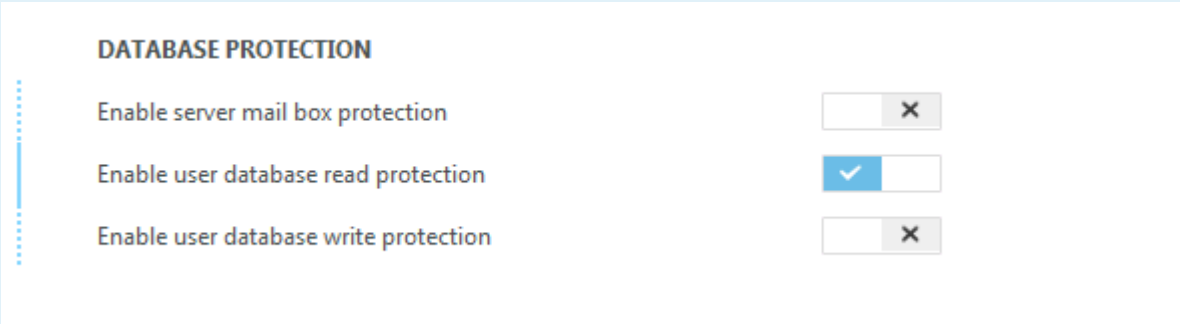 DATABASE PROTECTION
Enable server mail box protection
Enable user database read protection
Enable user database write protection